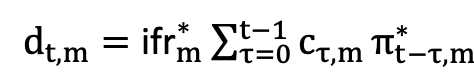 d_{t,m} = ifr^*_m ∑_{τ=0}^{t−1} c_{τ,m} π^*_{t−τ,m}